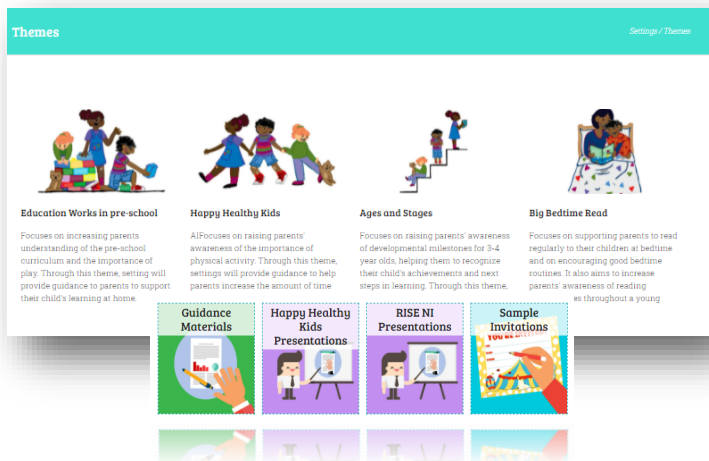 Themes
Settings / Themes
Education Works in pre-school
Focuses on increasing parents
understanding of the pre-school
curriculum and the importance of
play. Through this theme, setting will
provide guidance to parents to support
their child's learning at home.
Happy Healthy Kids
AlFocuses on raising parents'
awareness of the importance of
physical activity. Through this theme,
settings will provide guidance to help
parents increase the amount of time
Ages and Stages
Focuses on raising parents' awareness
of developmental milestones for 3-4
year olds, helping them to recognize
their child's achievements and next
steps in learning. Through this theme,
Big Bedtime Read
Focuses on supporting parents to read
regularly to their children at bedtime
and on encouraging good bedtime
routines. It also aims to increase
parents' awareness of reading
es throughout a young
Guidance
Materials
Happy Healthy
Kids
Presentations
RISE NI
Presentations
Sample
Invitations